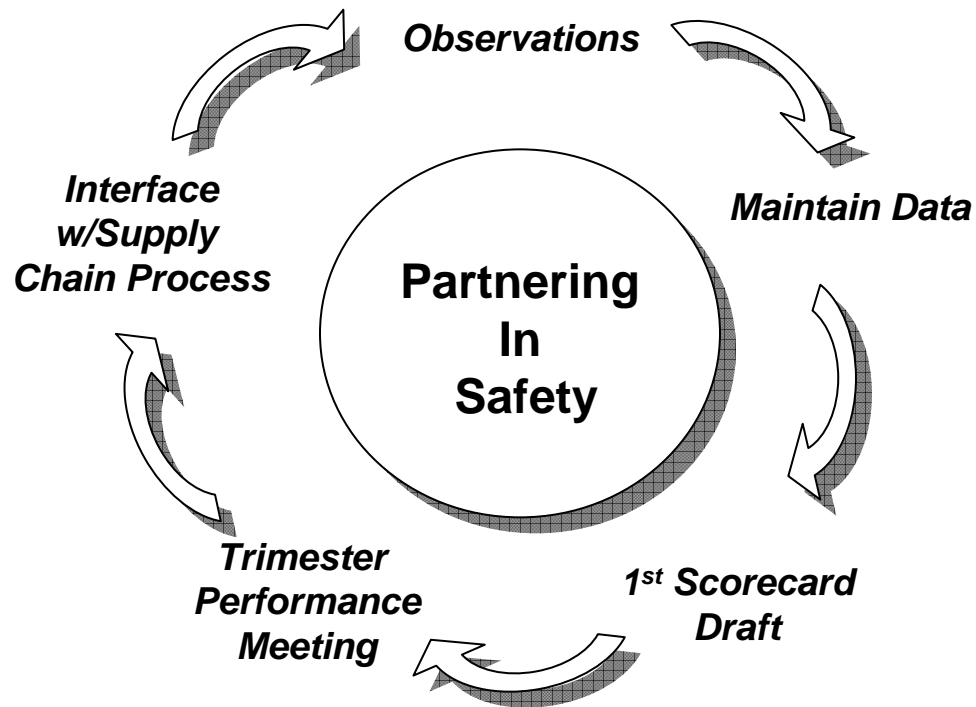 Observations
Maintain Data
1st Scorecard
Draft
Trimester
Performance
Meeting
Interface
w/Supply
Chain Process
Partnering
In
Safety